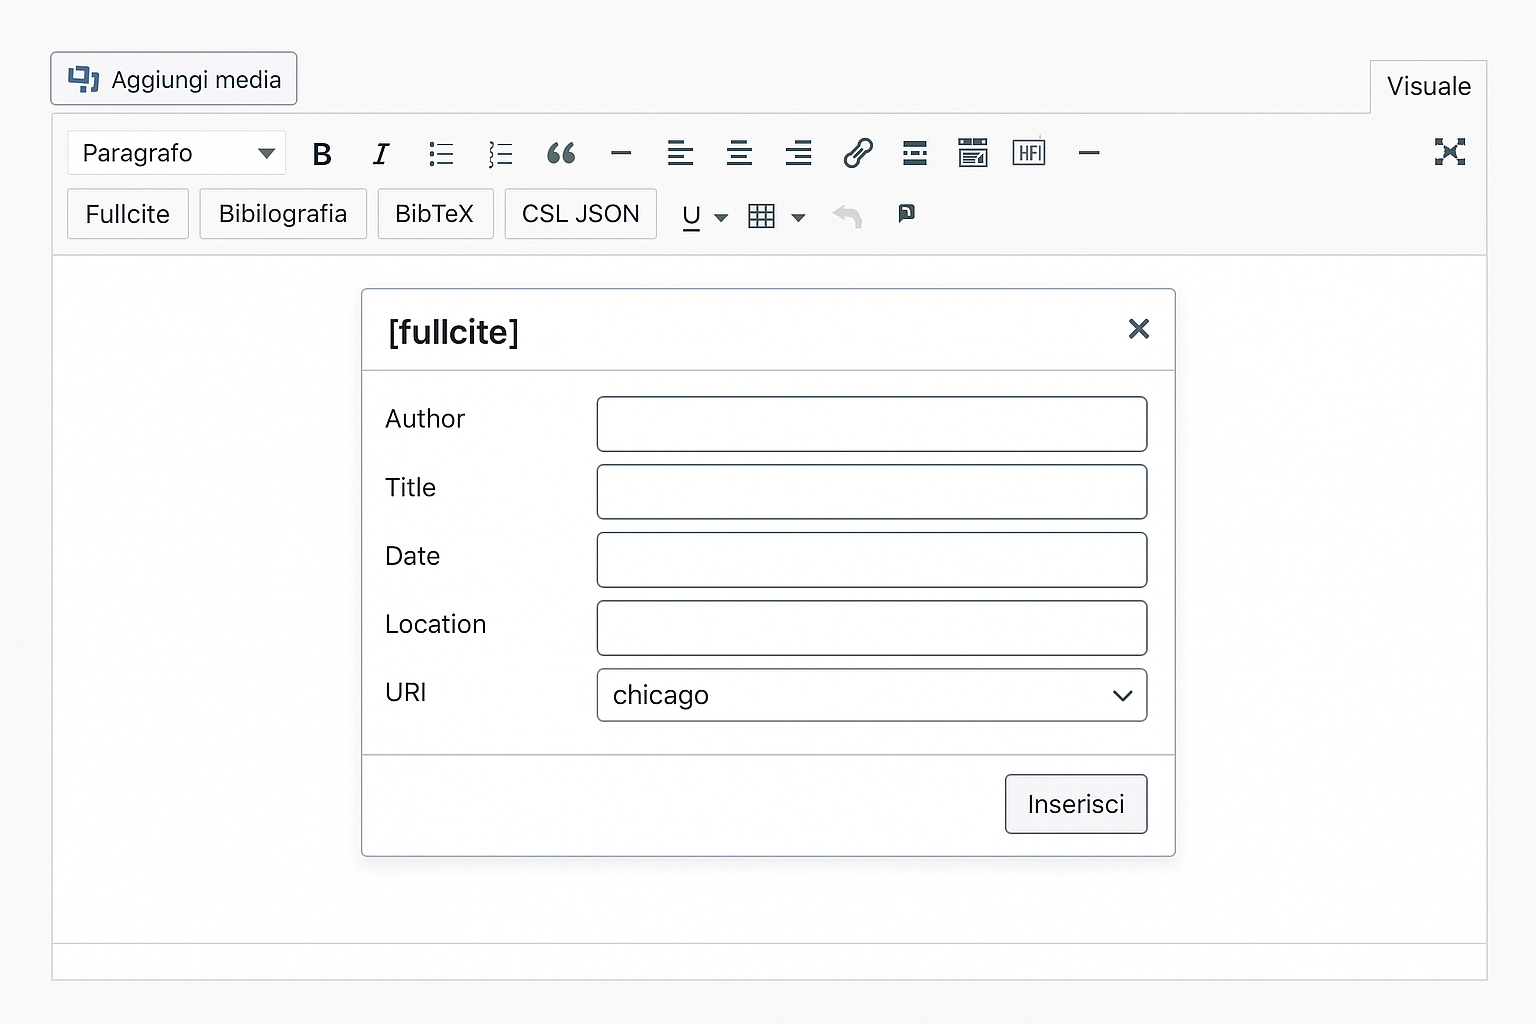 Aggiungi media
Visuale
Paragrafo B I “ HFI
Fullcite Bibilografia BibTeX CSL JSON U
[fullcite]
Author
Title
Date
Location
URI chicago
Inserisci